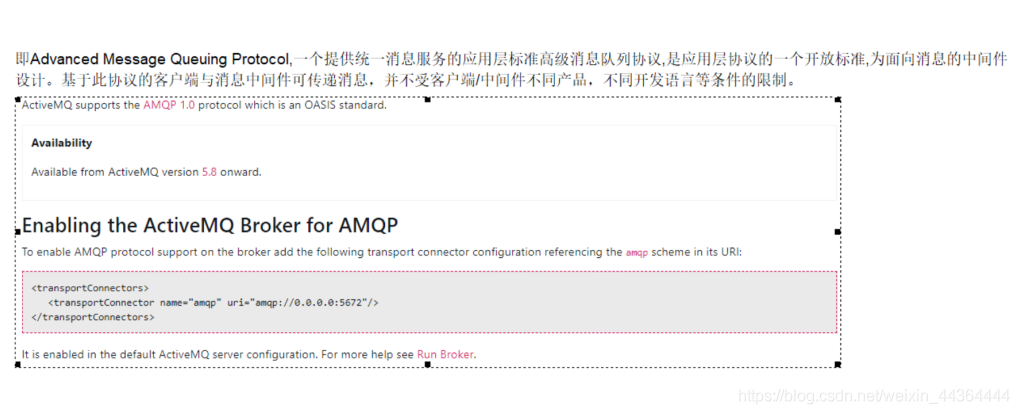 即Advanced Message Queuing Protocol,一个提供统一消息服务的应用层标准高级消息队列协议,是应用层协议的一个开放标准,为面向消息的中间件
设计。基于此协议的客户端与消息中间件可传递消息，并不受客户端/中间件不同产品，不同开发语言等条件的限制。
ActiveMQ supports the AMQP 1.0 protocol which is an OASIS standard.
Availability
Available from ActiveMQ version 5.8 onward.
Enabling the ActiveMQ Broker for AMQP
To enable AMQP protocol support on the broker add the following transport connector configuration referencing the amqp scheme in its URI:
<transportConnectors>
<transportConnector name="amqp" uri="amqp://0.0.0.0:5672"/>
</transportConnectors>
It is enabled in the default ActiveMQ server configuration. For more help see Run Broker.
https://blog.csdn.net/weixin_44364444